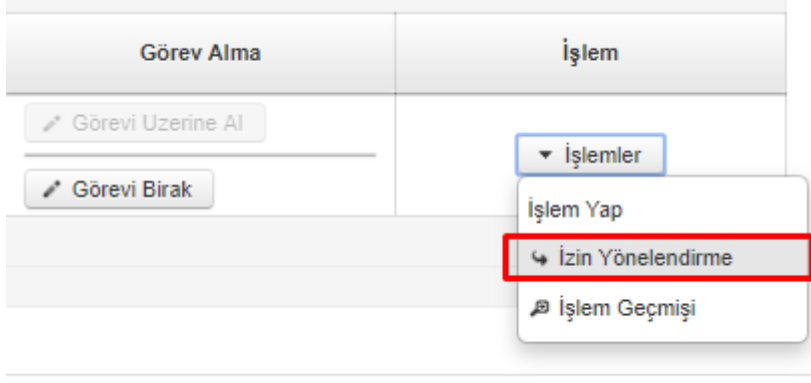 Görev Alma
İşlem
Görevi Uzerine Al
Görevi Birak
İşlemler
İşlem Yap
İzin Yönelendirme
İşlem Geçmişi